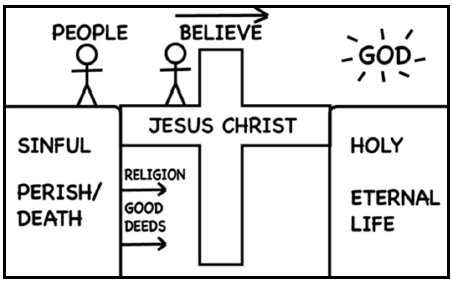 PEOPLE
BELIEVE
GOD
JESUS CHRIST
SINFUL
PERISH/
DEATH
RELIGION
GOOD
DEEDS
HOLY
ETERNAL
LIFE